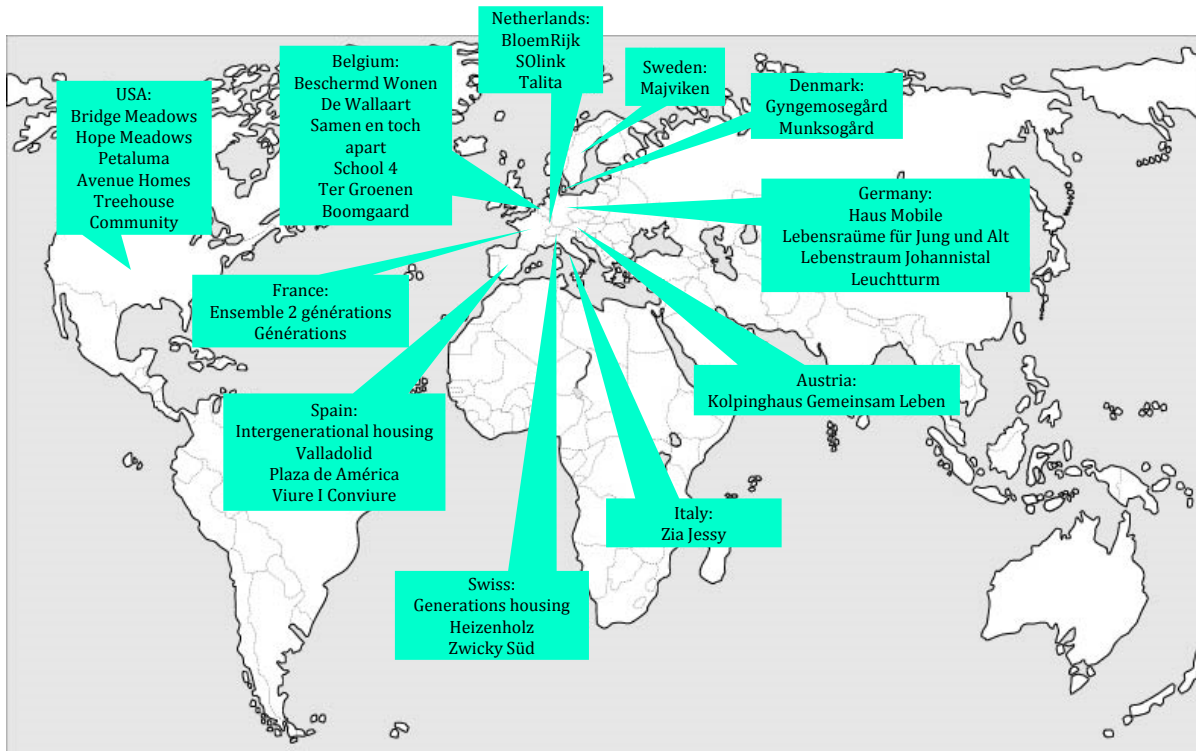 Netherlands:
BloemRijk
SOlink
Talita
Belgium:
Beschermd Wonen
De Wallaart
Samen en toch
apart
School 4
Ter Groenen
Boomgaard
Sweden:
Majviken
Denmark:
Gyngemosegård
Munksogård
USA:
Bridge Meadows
Hope Meadows
Petaluma
Avenue Homes
Treehouse
Community
Germany:
Haus Mobile
Lebensraüme für Jung und Alt
Lebenstraum Johannistal
Leuchtturm
France:
Ensemble 2 générations
Générations
Austria:
Kolpinghaus Gemeinsam Leben
Spain:
Intergenerational housing
Valladolid
Plaza de América
Viure I Conviure
Italy:
Zia Jessy
Swiss:
Generations housing
Heizenholz
Zwicky Süd